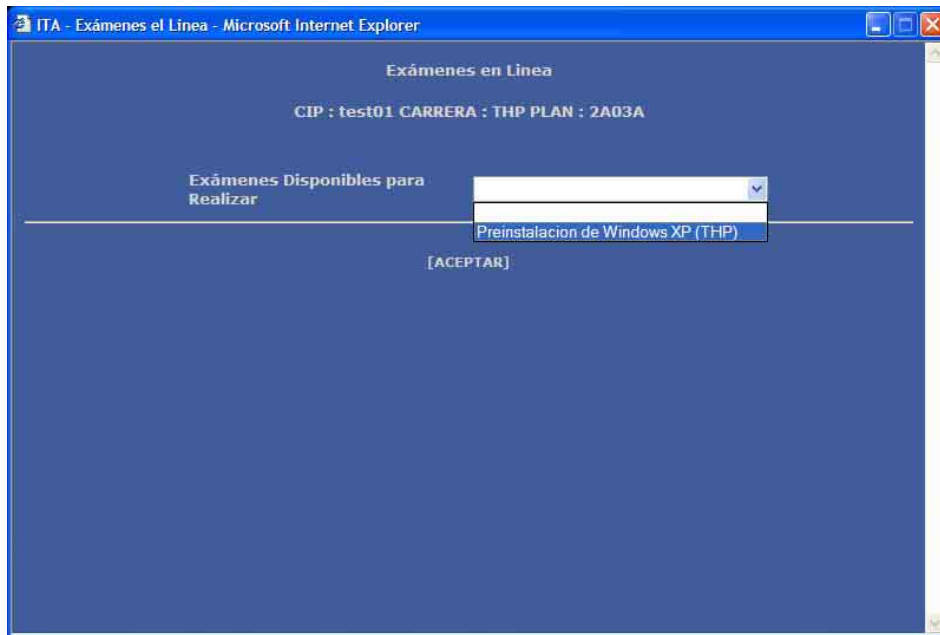 ITA - Exámenes el Linea - Microsoft Internet Explorer
Exámenes en Linea
CIP : test01 CARRERA : THP PLAN : 2A03A
Exámenes Disponibles para
Realizar
Preinstalacion de Windows XP (THP)
[ACEPTAR]